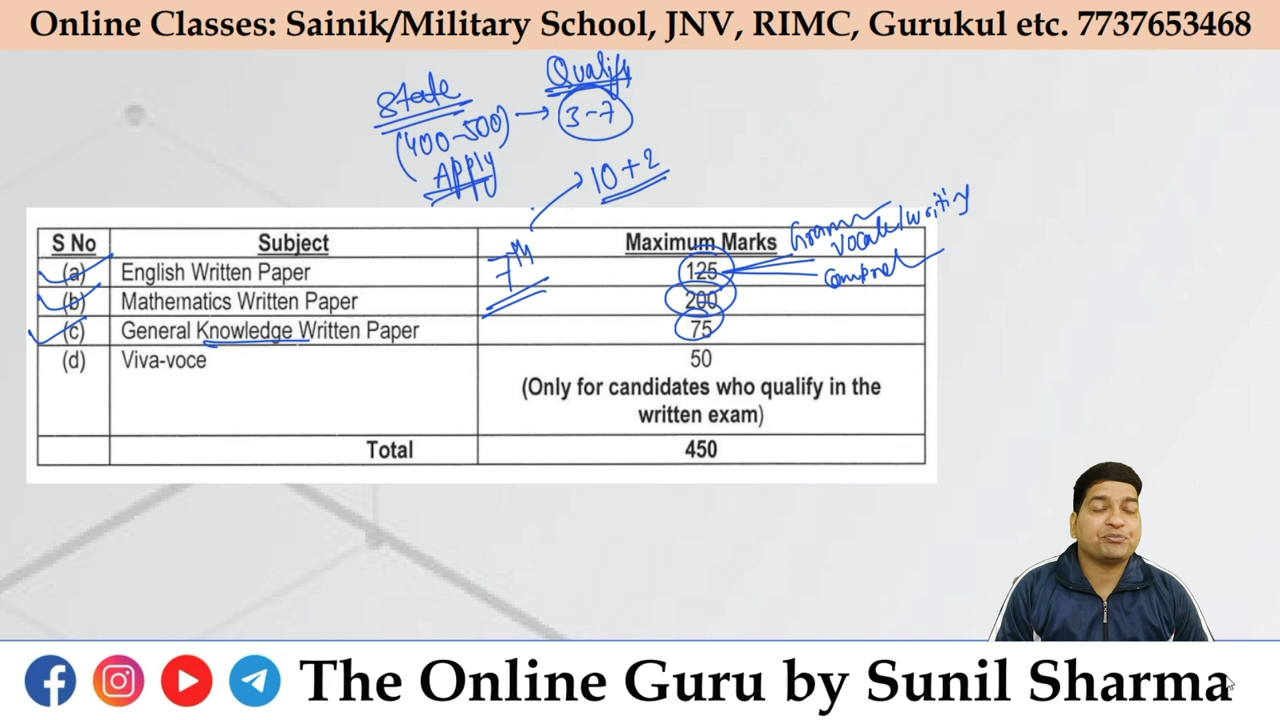 Online Classes: Sainik/Military School, JNV, RIMC, Gurukul etc. 7737653468
State
Qualify
(400-500) → 3-7
Apply
10+2
7th
S No Subject Maximum Marks
(a) English Written Paper 125
(b) Mathematics Written Paper 200
(c) General Knowledge Written Paper 75
(d) Viva-voce 50
(Only for candidates who qualify in the
written exam)
Total 450
/writing
The Online Guru by Sunil Sharma